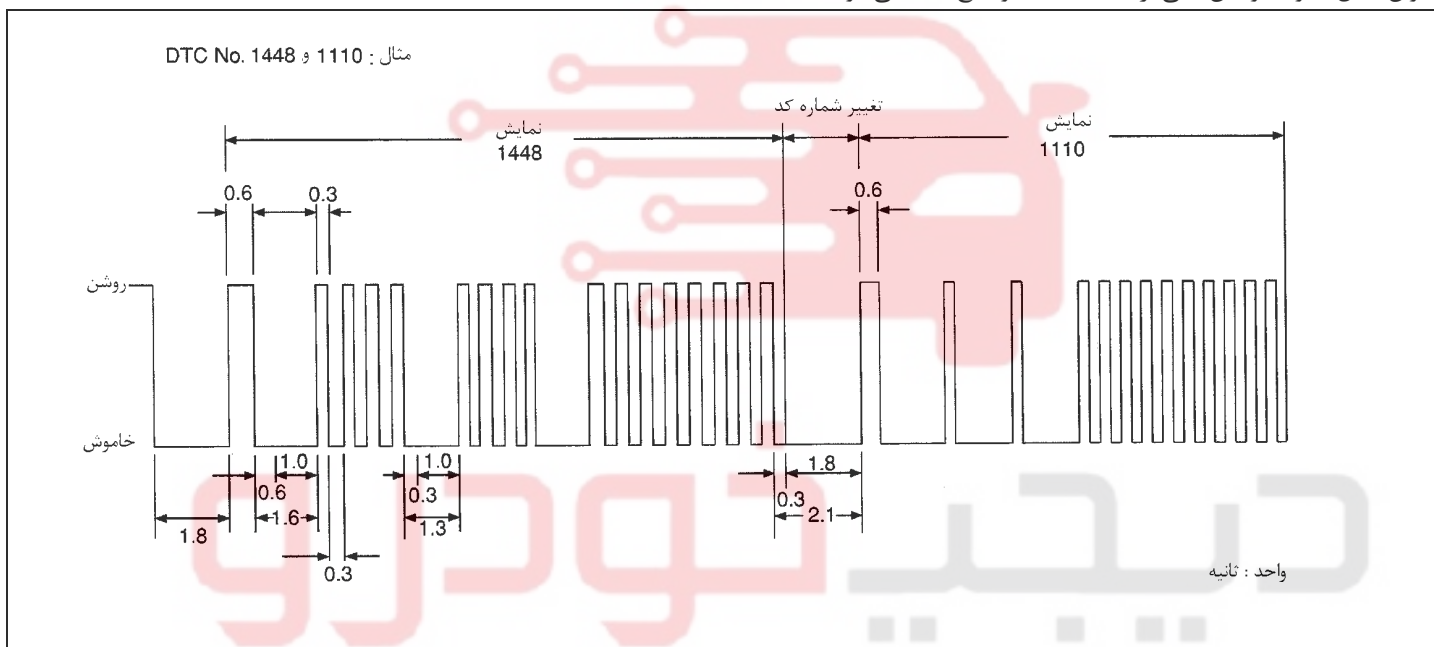 مثال : 1110 و DTC No. 1448
تغییر شماره کد
نمایش
1448
نمایش
1110
0.6
0.3
0.6
روشن
خاموش
1.0
1.0
1.8
0.6
0.3
0.3
1.8
1.6
1.3
2.1
0.3
واحد : ثانیه
دیجیت خودرو